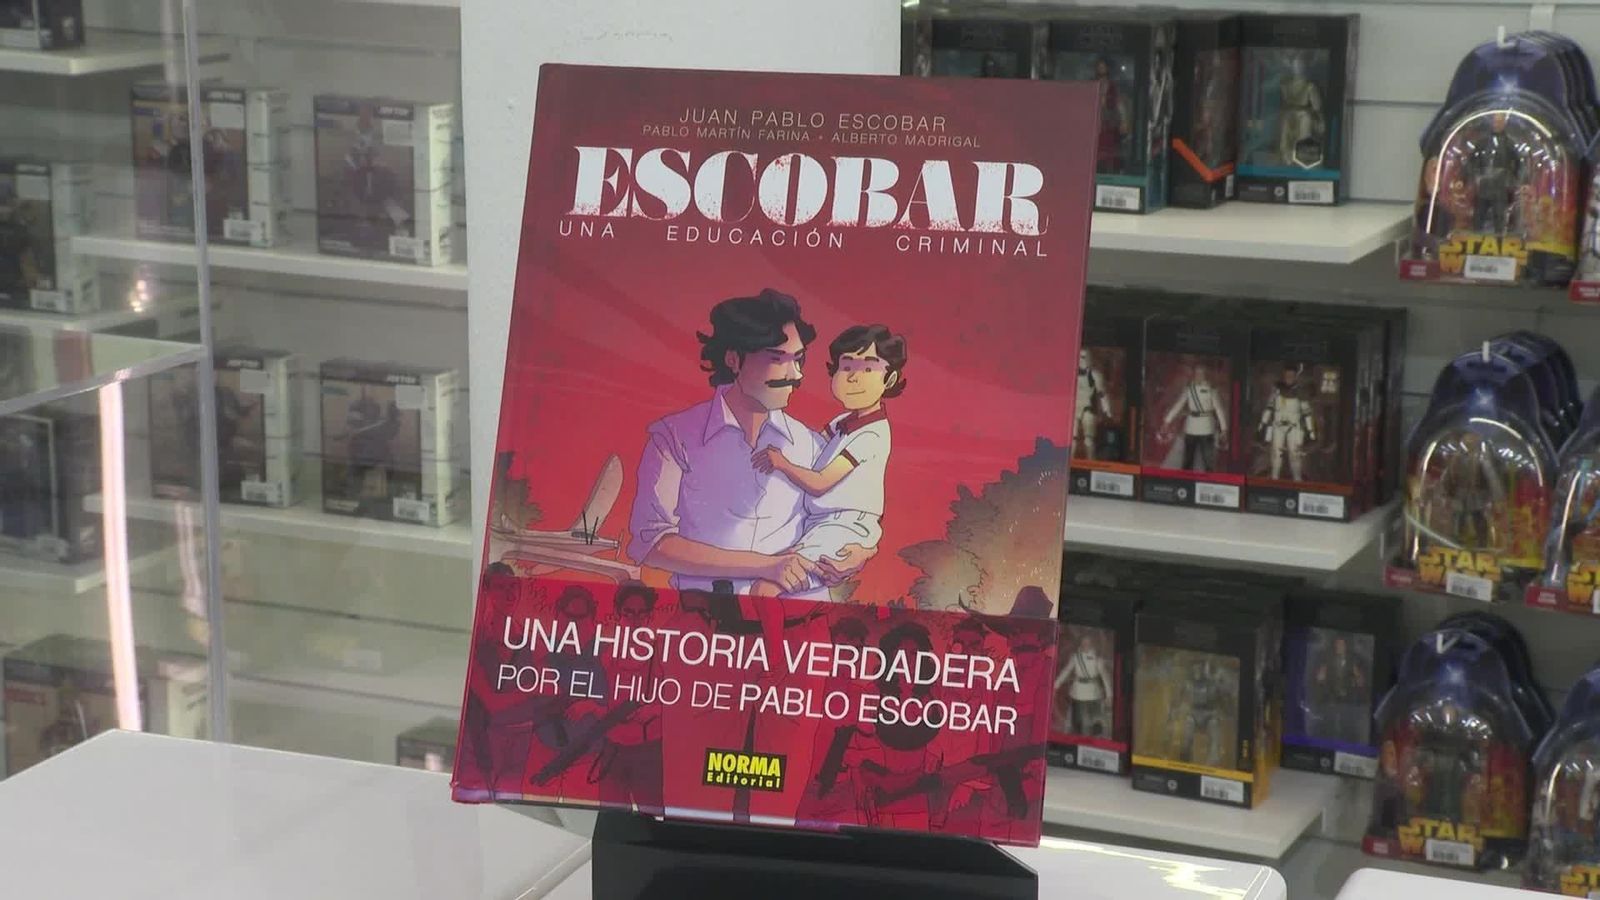 JUAN PABLO ESCOBAR
PABLO MARTÍN FARINA • ALBERTO MADRIGAL
ESCOBAR
UNA EDUCACIÓN CRIMINAL
UNA HISTORIA VERDADERA
POR EL HIJO DE PABLO ESCOBAR
NORMA
Editorial
STAR WARS
STAR WARS
STAR WARS